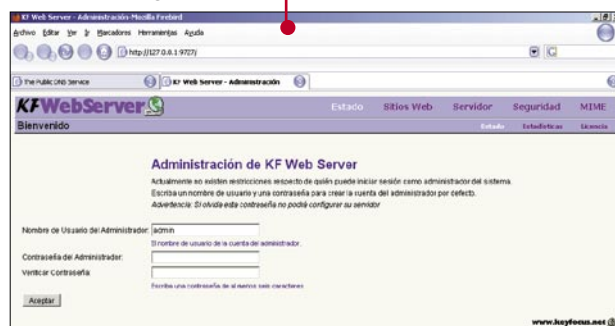 KF Web Server - Administración-Mozilla Firebird
Archivo Editar Ver Ir Marcadores Herramientas Ayuda
http://127.0.0.1:9727/
The Public DNS Service KF Web Server - Administración
KFWebServer Estado Sitios Web Servidor Seguridad MIME
Bienvenido Estado Estadísticas Licencia
Administración de KF Web Server
Actualmente no existen restricciones respecto de quién puede iniciar sesión como administrador del sistema.
Escriba un nombre de usuario y una contraseña para crear la cuenta del administrador por defecto.
Advertencia: Si olvida esta contraseña no podrá configurar su servidor
Nombre de Usuario del Administrador: admin
El nombre de usuario de la cuenta del administrador.
Contraseña del Administrador:
Verificar Contraseña:
Escriba una contraseña de al menos seis caracteres
Aceptar
www.keyfocus.net